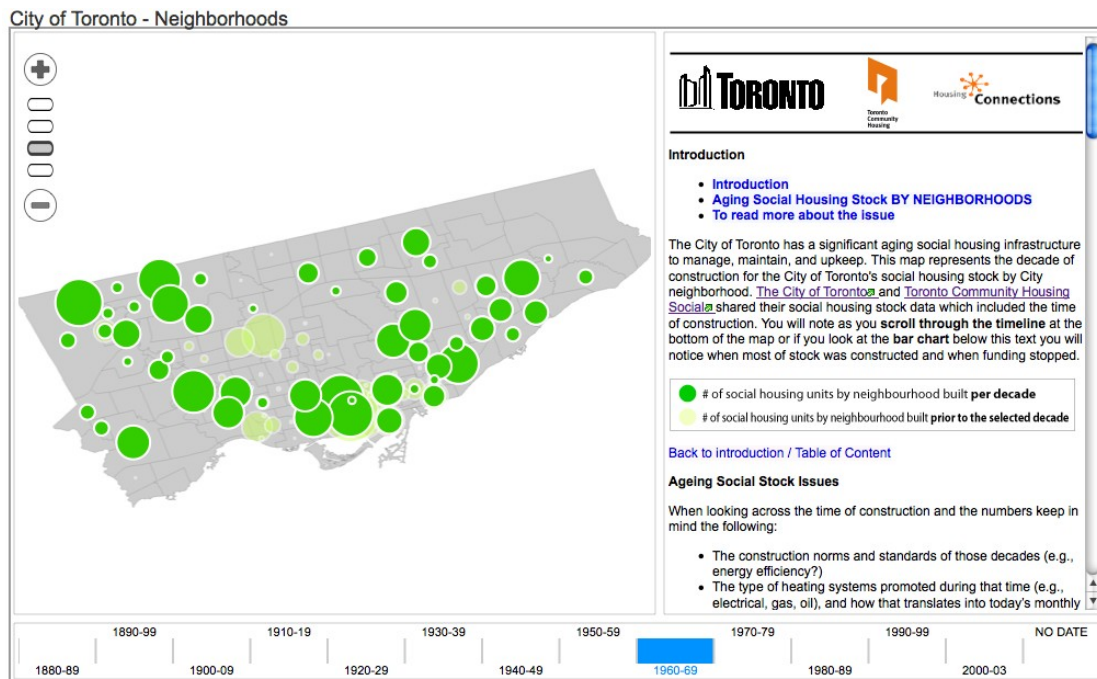 City of Toronto - Neighborhoods
TORONTO
Toronto
Community
Housing
Housing Connections
Introduction
• Introduction
• Aging Social Housing Stock BY NEIGHBORHOODS
• To read more about the issue
The City of Toronto has a significant aging social housing infrastructure
to manage, maintain, and upkeep. This map represents the decade of
construction for the City of Toronto's social housing stock by City
neighborhood. The City of Toronto and Toronto Community Housing
Social shared their social housing stock data which included the time
of construction. You will note as you scroll through the timeline at the
bottom of the map or if you look at the bar chart below this text you will
notice when most of stock was constructed and when funding stopped.
# of social housing units by neighbourhood built per decade
# of social housing units by neighbourhood built prior to the selected decade
Back to introduction / Table of Content
Ageing Social Stock Issues
When looking across the time of construction and the numbers keep in
mind the following:
• The construction norms and standards of those decades (e.g.,
energy efficiency?)
• The type of heating systems promoted during that time (e.g.,
electrical, gas, oil), and how that translates into today's monthly
1890-99 1910-19 1930-39 1950-59 1970-79 1990-99 NO DATE
1880-89 1900-09 1920-29 1940-49 1960-69 1980-89 2000-03